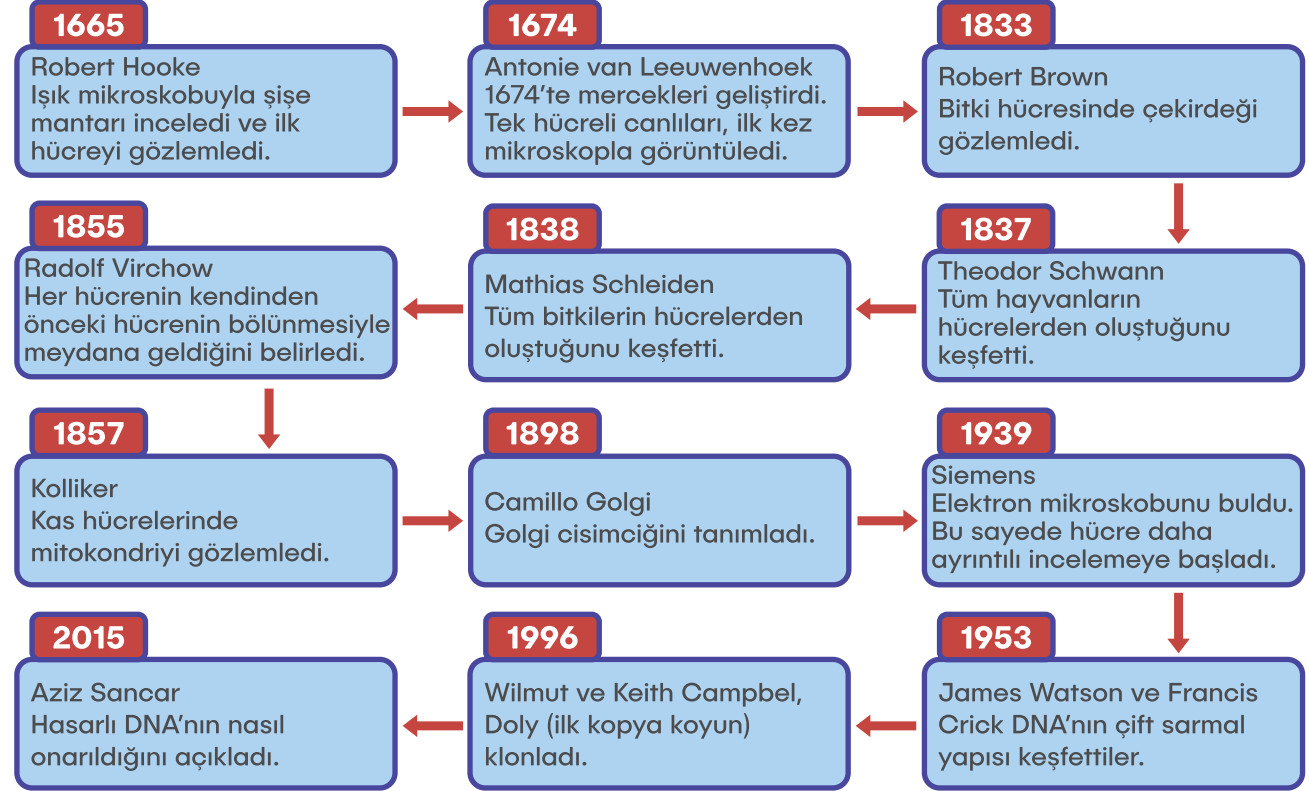 1665
Robert Hooke
Işık mikroskobuyla şişe
mantarı inceledi ve ilk
hücreyi gözlemledi.
1674
Antonie van Leeuwenhoek
1674'te mercekleri geliştirdi.
Tek hücreli canlıları, ilk kez
mikroskopla görüntüledi.
1833
Robert Brown
Bitki hücresinde çekirdeği
gözlemledi.
1837
Theodor Schwann
Tüm hayvanların
hücrelerden oluştuğunu
keşfetti.
1838
Mathias Schleiden
Tüm bitkilerin hücrelerden
oluştuğunu keşfetti.
1855
Radolf Virchow
Her hücrenin kendinden
önceki hücrenin bölünmesiyle
meydana geldiğini belirledi.
1857
Kolliker
Kas hücrelerinde
mitokondriyi gözlemledi.
1898
Camillo Golgi
Golgi cisimciğini tanımladı.
1939
Siemens
Elektron mikroskobunu buldu.
Bu sayede hücre daha
ayrıntılı incelemeye başladı.
1953
James Watson ve Francis
Crick DNA'nın çift sarmal
yapısı keşfettiler.
1996
Wilmut ve Keith Campbel,
Doly (ilk kopya koyun)
klonladı.
2015
Aziz Sancar
Hasarlı DNA'nın nasıl
onarıldığını açıkladı.